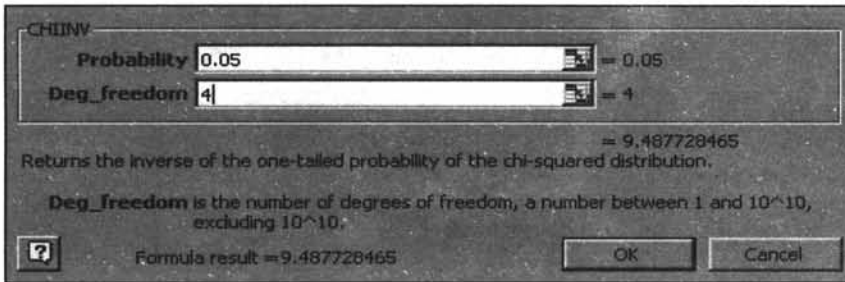 CHIINV
Probability 0.05 = 0.05
Deg_freedom 4 = 4
= 9.487728465
Returns the inverse of the one-tailed probability of the chi-squared distribution.
Deg_freedom is the number of degrees of freedom, a number between 1 and 10^10,
excluding 10^10.
? Formula result =9.487728465 OK Cancel